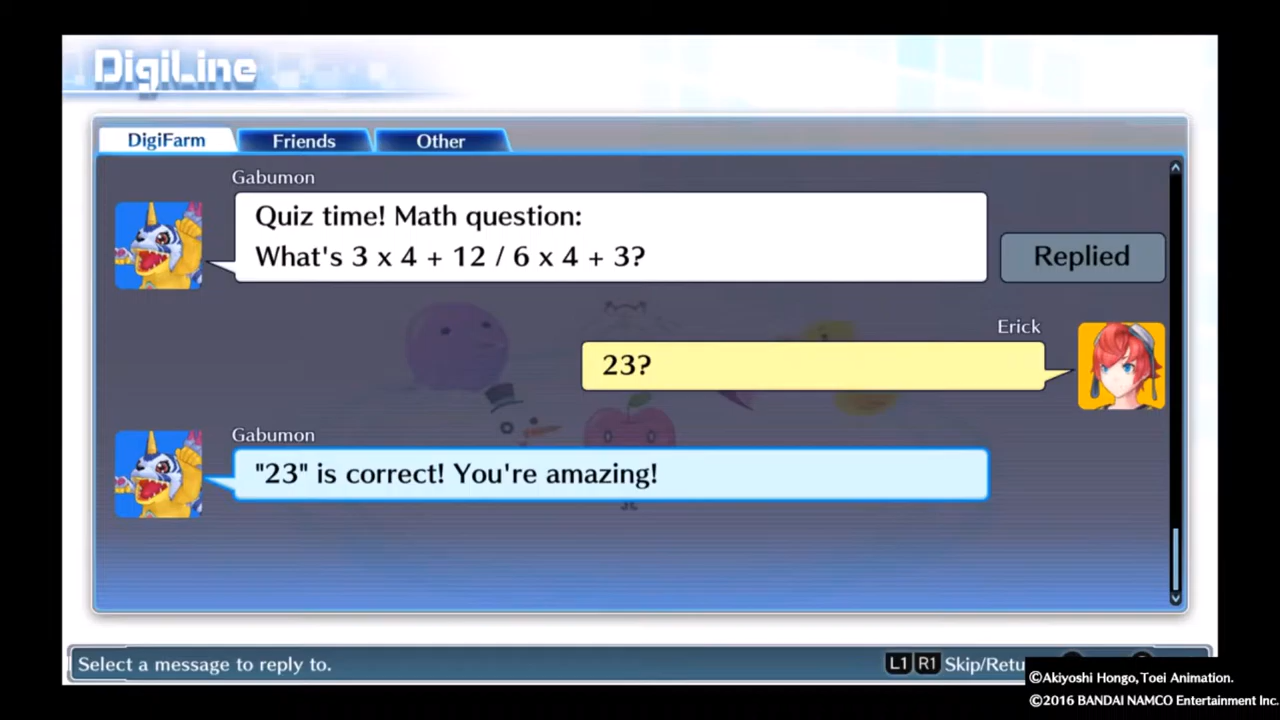 DigiLine
DigiFarm
Friends
Other
Gabumon
Quiz time! Math question:
What's 3 x 4 + 12 / 6 x 4 + 3?
Replied
Erick
23?
Gabumon
"23" is correct! You're amazing!
Select a message to reply to.
L1 R1 Skip/Retu
©Akiyoshi Hongo, Toei Animation.
©2016 BANDAI NAMCO Entertainment Inc.